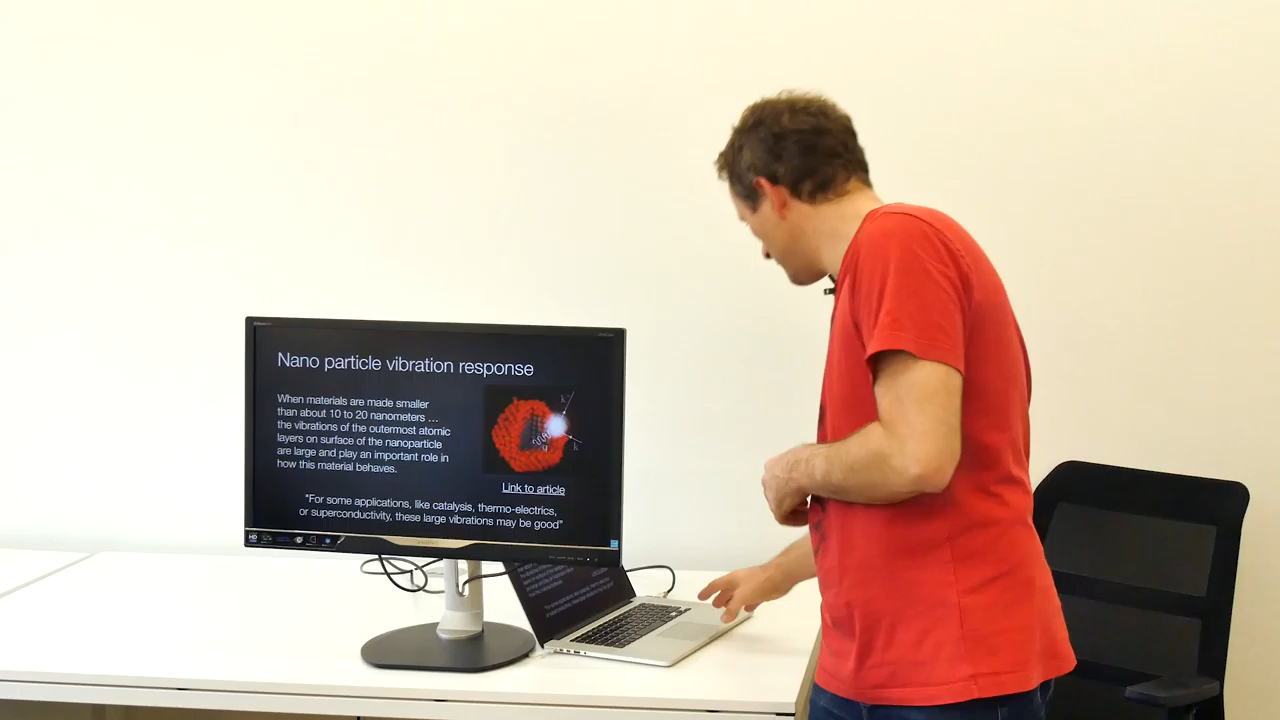 Nano particle vibration response
When materials are made smaller
than about 10 to 20 nanometers ...
the vibrations of the outermost atomic
layers on surface of the nanoparticle
are large and play an important role in
how this material behaves.
k'
q
k
Link to article
"For some applications, like catalysis, thermo-electrics,
or superconductivity, these large vibrations may be good"
HD